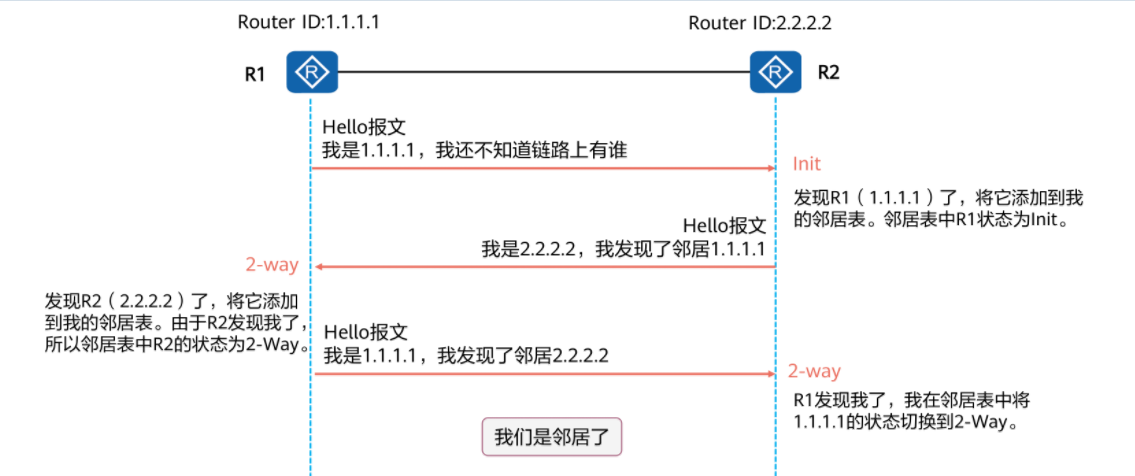 Router ID:1.1.1.1
Router ID:2.2.2.2
R1
R
R
R2
Hello报文
我是1.1.1.1，我还不知道链路上有谁
Init
发现R1（1.1.1.1）了，将它添加到我
的邻居表。邻居表中R1状态为Init。
Hello报文
我是2.2.2.2，我发现了邻居1.1.1.1
2-way
发现R2（2.2.2.2）了，将它添加
到我的邻居表。由于R2发现我了，
所以邻居表中R2的状态为2-Way。
Hello报文
我是1.1.1.1，我发现了邻居2.2.2.2
2-way
R1发现我了，我在邻居表中将
1.1.1.1的状态切换到2-Way。
我们是邻居了